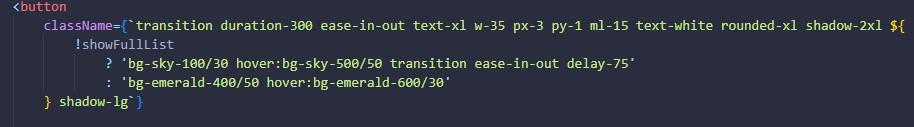 <button
className={`transition duration-300 ease-in-out text-xl w-35 px-3 py-1 ml-15 text-white rounded-xl shadow-2xl ${
!showFullList
? 'bg-sky-100/30 hover:bg-sky-500/50 transition ease-in-out delay-75'
: 'bg-emerald-400/50 hover:bg-emerald-600/30'
} shadow-lg`}